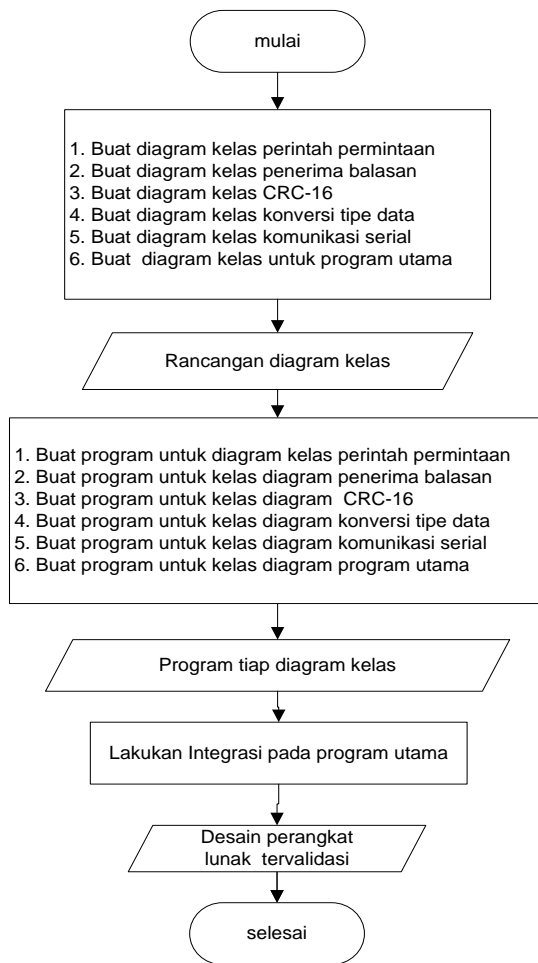 mulai
1. Buat diagram kelas perintah permintaan
2. Buat diagram kelas penerima balasan
3. Buat diagram kelas CRC-16
4. Buat diagram kelas konversi tipe data
5. Buat diagram kelas komunikasi serial
6. Buat  diagram kelas untuk program utama
Rancangan diagram kelas
1. Buat program untuk diagram kelas perintah permintaan
2. Buat program untuk kelas diagram penerima balasan
3. Buat program untuk kelas diagram  CRC-16
4. Buat program untuk kelas diagram konversi tipe data
5. Buat program untuk kelas diagram komunikasi serial
6. Buat program untuk kelas diagram program utama
Program tiap diagram kelas
Lakukan Integrasi pada program utama
Desain perangkat
lunak  tervalidasi
selesai